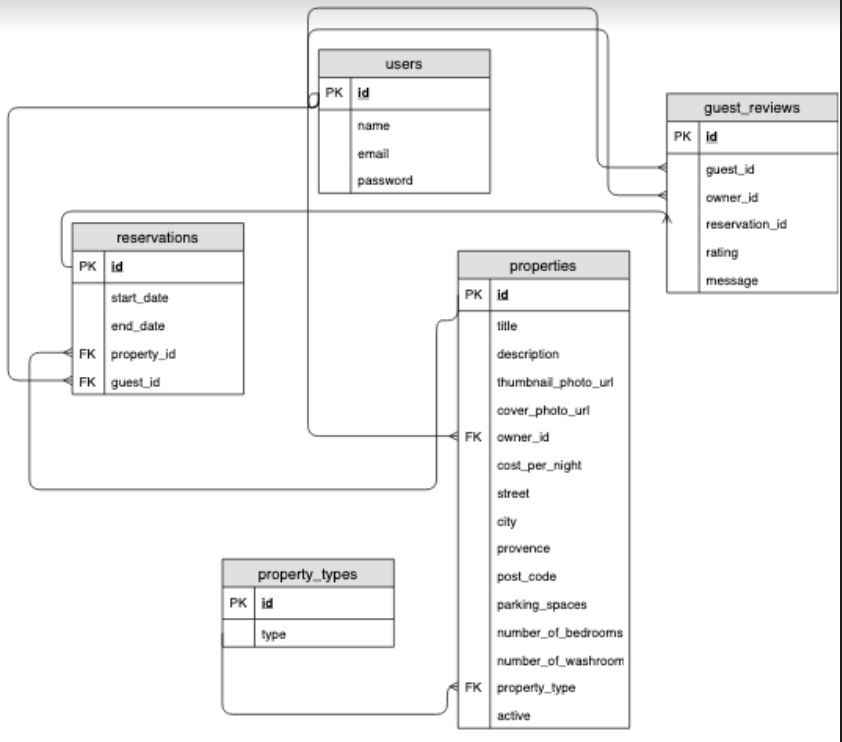 users
PK id
name
email
password
guest_reviews
PK id
guest_id
owner_id
reservation_id
rating
message
reservations
PK id
start_date
end_date
FK property_id
FK guest_id
properties
PK id
title
description
thumbnail_photo_url
cover_photo_url
FK owner_id
cost_per_night
street
city
provence
post_code
parking_spaces
number_of_bedrooms
number_of_washroom
FK property_type
active
property_types
PK id
type